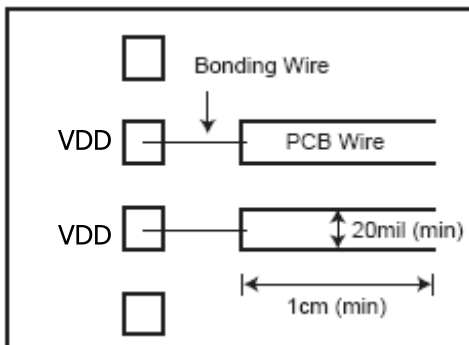 Bonding Wire
VDD
PCB Wire
VDD
20mil (min)
1cm (min)